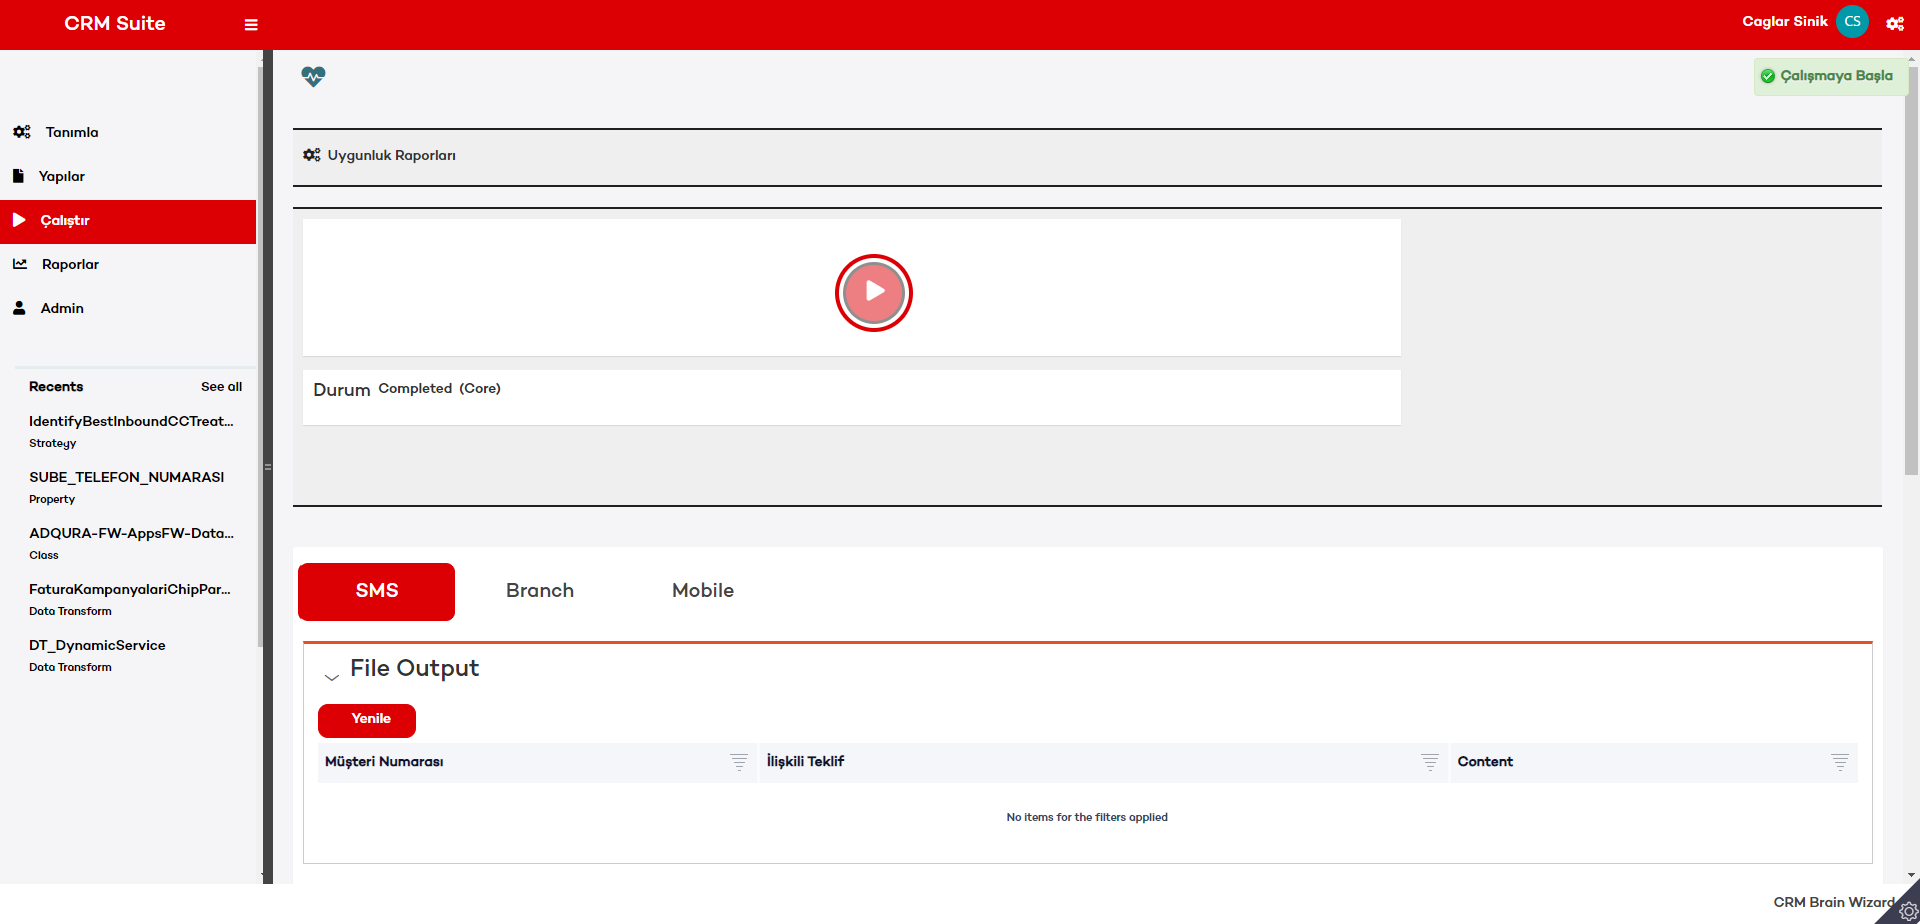 CRM Suite
Caglar Sinik
CS
Çalışmaya Başla
Tanımla
Yapılar
Çalıştır
Raporlar
Admin
Recents
See all
IdentifyBestInboundCCTreat...
Strategy
SUBE_TELEFON_NUMARASI
Property
ADQURA-FW-AppsFW-Data...
Class
FaturaKampanyalariChipPar...
Data Transform
DT_DynamicService
Data Transform
Uygunluk Raporları
Durum Completed (Core)
SMS
Branch
Mobile
File Output
Yenile
Müşteri Numarası
İlişkili Teklif
Content
No items for the filters applied
CRM Brain Wizard